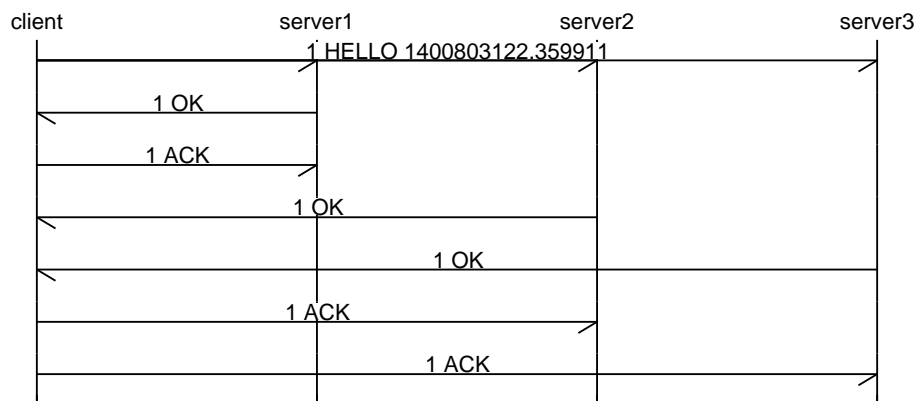 client server1 server2 server3
1 HELLO 1400803122.359911
1 OK
1 ACK
1 OK
1 OK
1 ACK
1 ACK